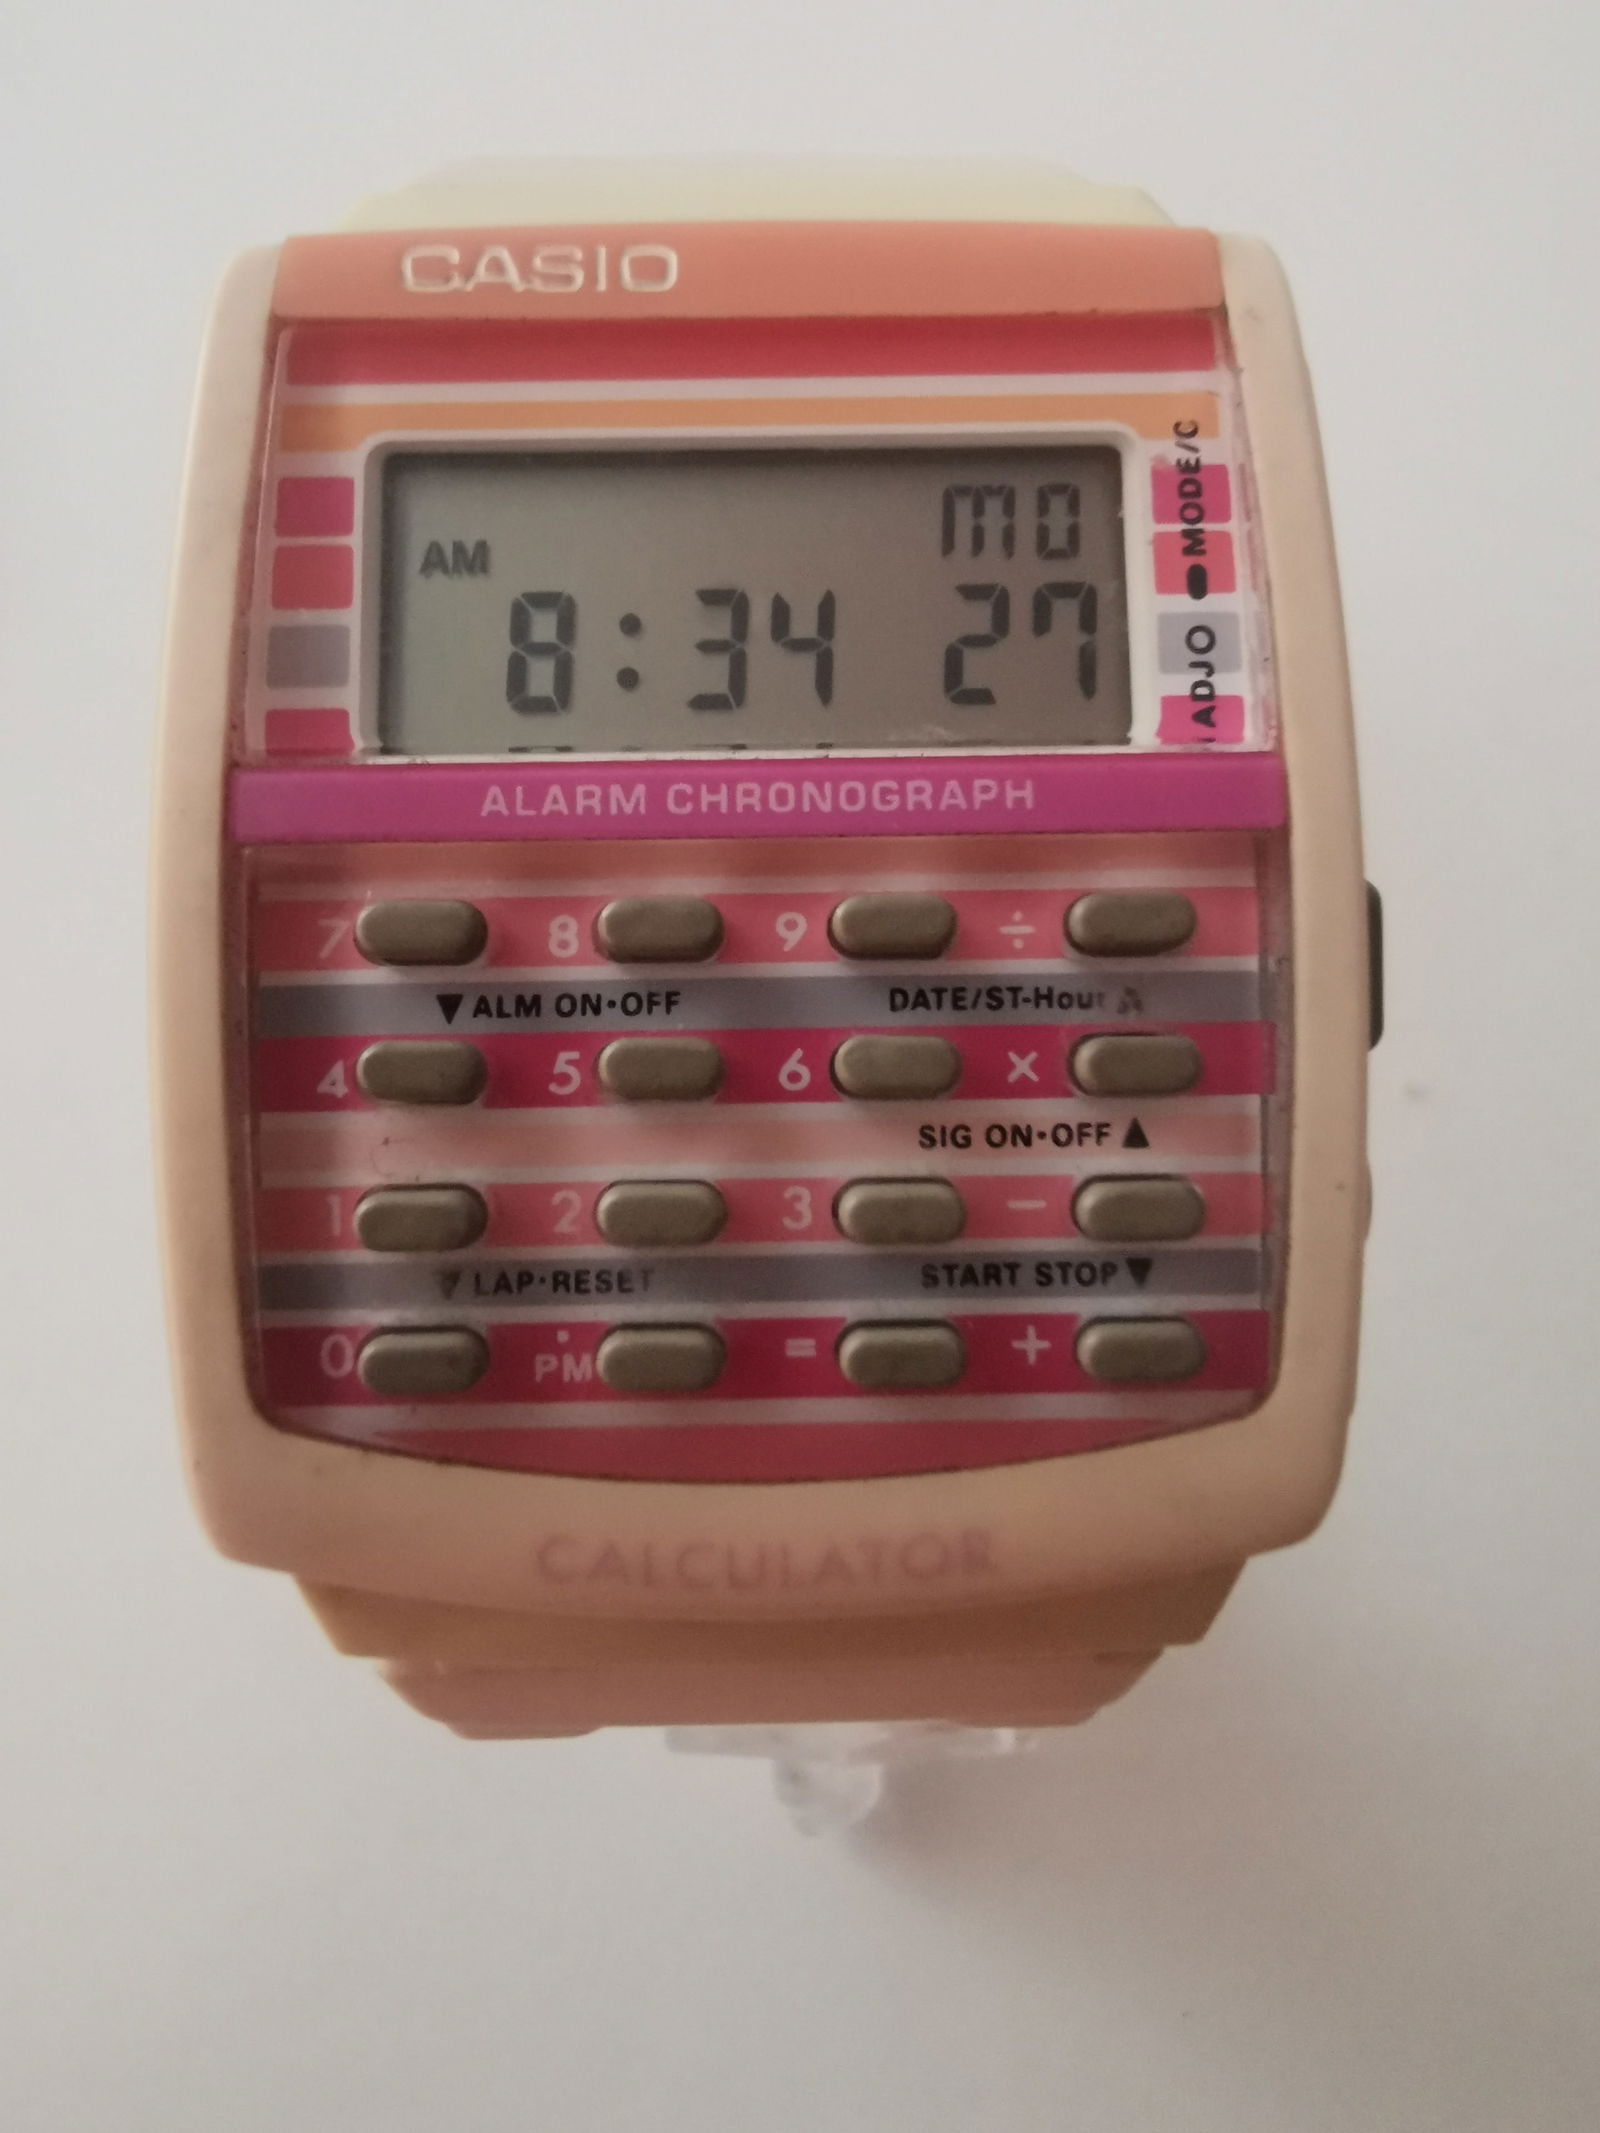 CASIO
MO
AM
8:34 27
ADJ
MODE/C
ALARM CHRONOGRAPH
7 8 9 ÷
▼ALM ON·OFF DATE/ST-Hour
4 5 6 ×
SIG ON·OFF▲
1 2 3 −
▼LAP·RESET START STOP▼
0 · PM = +
CALCULATOR